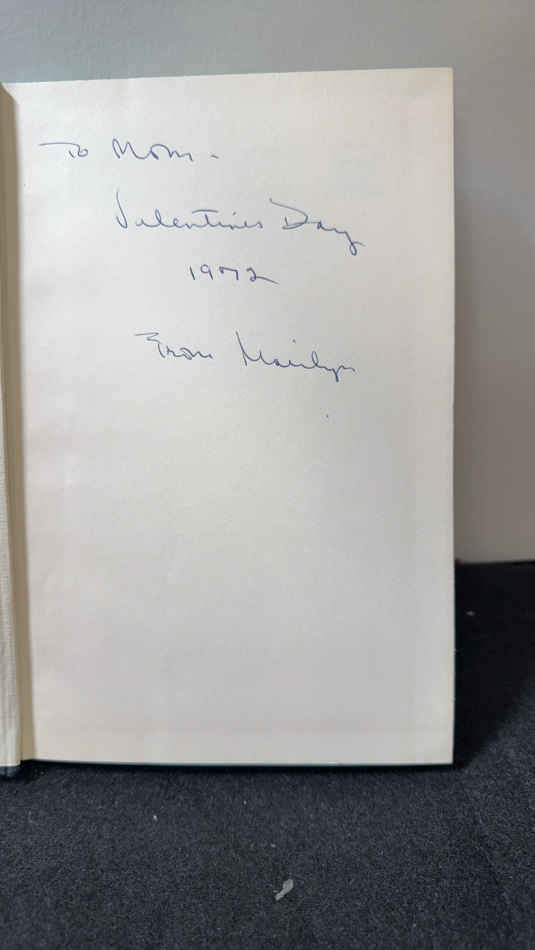 To Mom -
Valentines Day
1972
From Marilyn